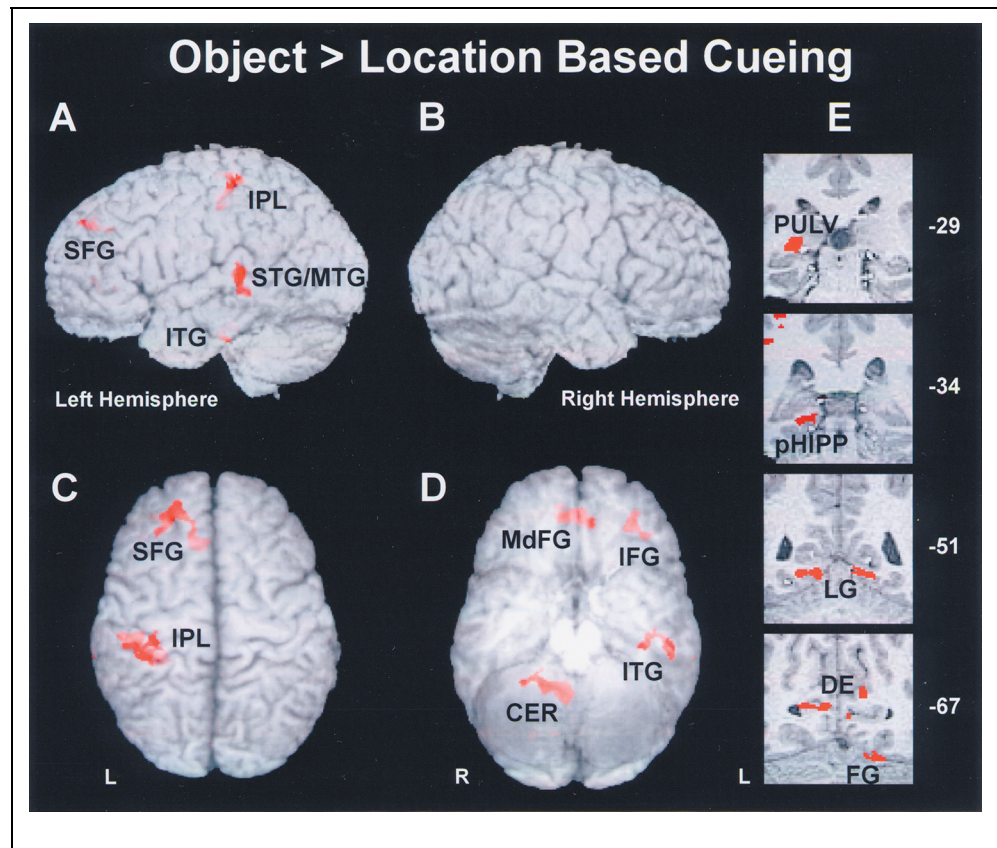 Object > Location Based Cueing
A
B
E
IPL
SFG
STG/MTG
ITG
Left Hemisphere
Right Hemisphere
PULV
-29
pHIPP
-34
C
D
SFG
IPL
L
MdFG
IFG
ITG
CER
R
L
LG
-51
DE
-67
FG